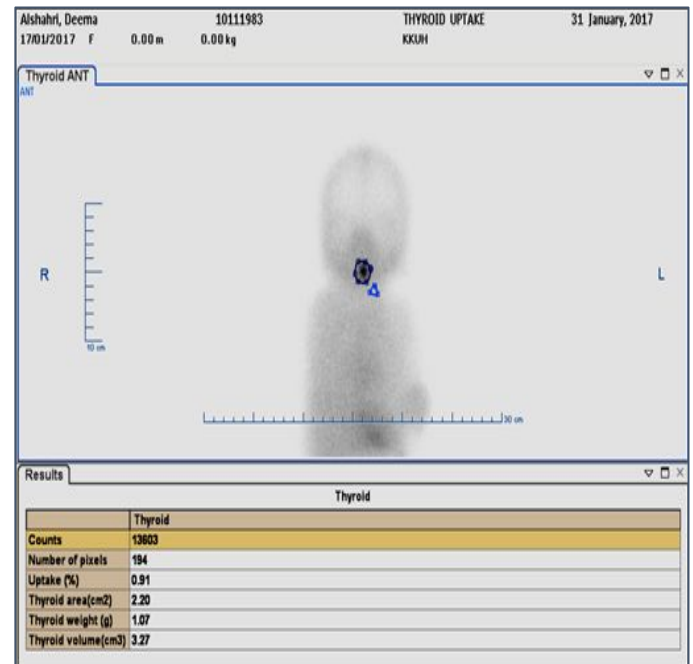 Alshahri, Deema 10111983 THYROID UPTAKE 31 January, 2017
17/01/2017 F 0.00 m 0.00 kg KKUH
Thyroid ANT
ANT
R L
10 cm
30 cm
Results
Thyroid
Thyroid
Counts 13603
Number of pixels 194
Uptake (%) 0.91
Thyroid area(cm2) 2.20
Thyroid weight (g) 1.07
Thyroid volume(cm3) 3.27